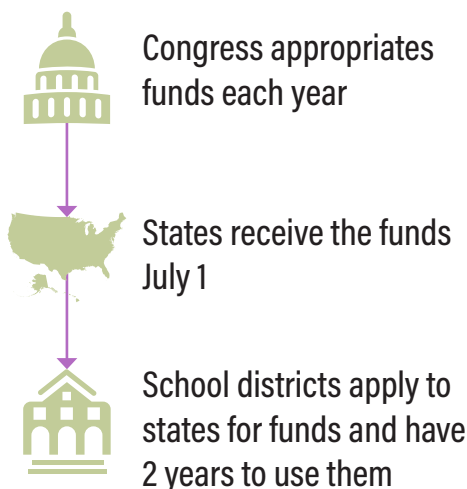 Congress appropriates
funds each year
States receive the funds
July 1
School districts apply to
states for funds and have
2 years to use them